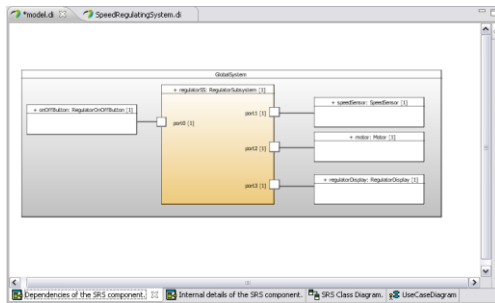 *model.di
SpeedRegulatingSystem.di
GlobalSystem
+ regulatorSS: RegulatorSubsystem [1]
+ onOffButton: RegulatorOnOffButton [1]
port0 [1]
port1 [1]
+ speedSensor: SpeedSensor [1]
port2 [1]
+ motor: Motor [1]
port3 [1]
+ regulatorDisplay: RegulatorDisplay [1]
Dependencies of the SRS component.
Internal details of the SRS component.
SRS Class Diagram.
UseCaseDiagram